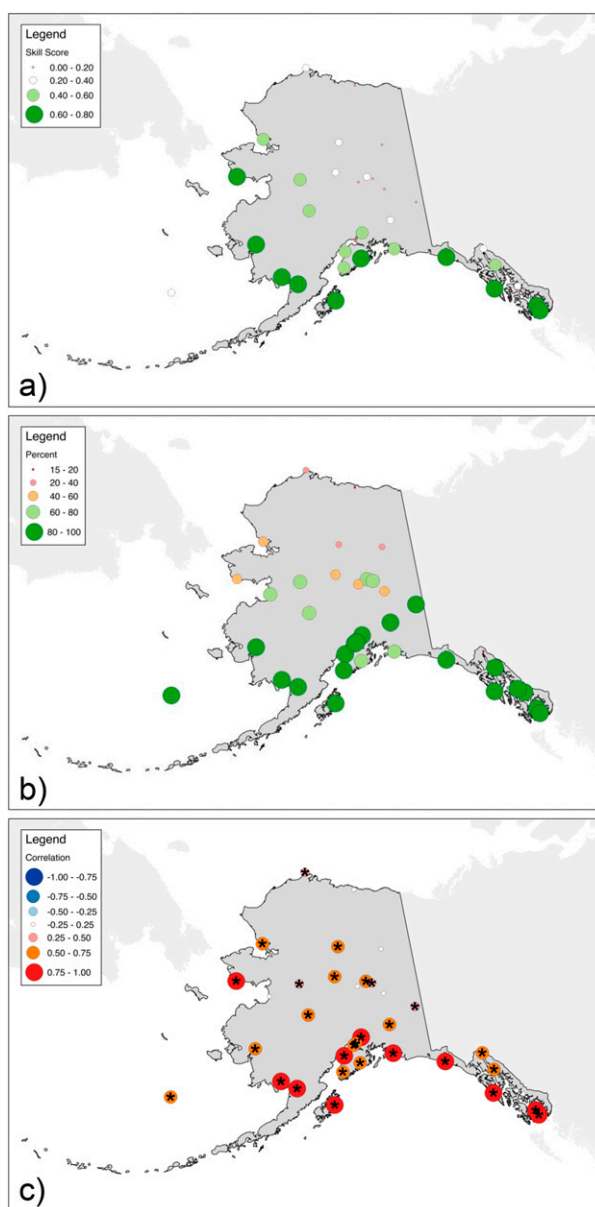 Legend
Skill Score
0.00 - 0.20
0.20 - 0.40
0.40 - 0.60
0.60 - 0.80
a)
Legend
Percent
15 - 20
20 - 40
40 - 60
60 - 80
80 - 100
b)
Legend
Correlation
-1.00 - -0.75
-0.75 - -0.50
-0.50 - -0.25
-0.25 - 0.25
0.25 - 0.50
0.50 - 0.75
0.75 - 1.00
c)